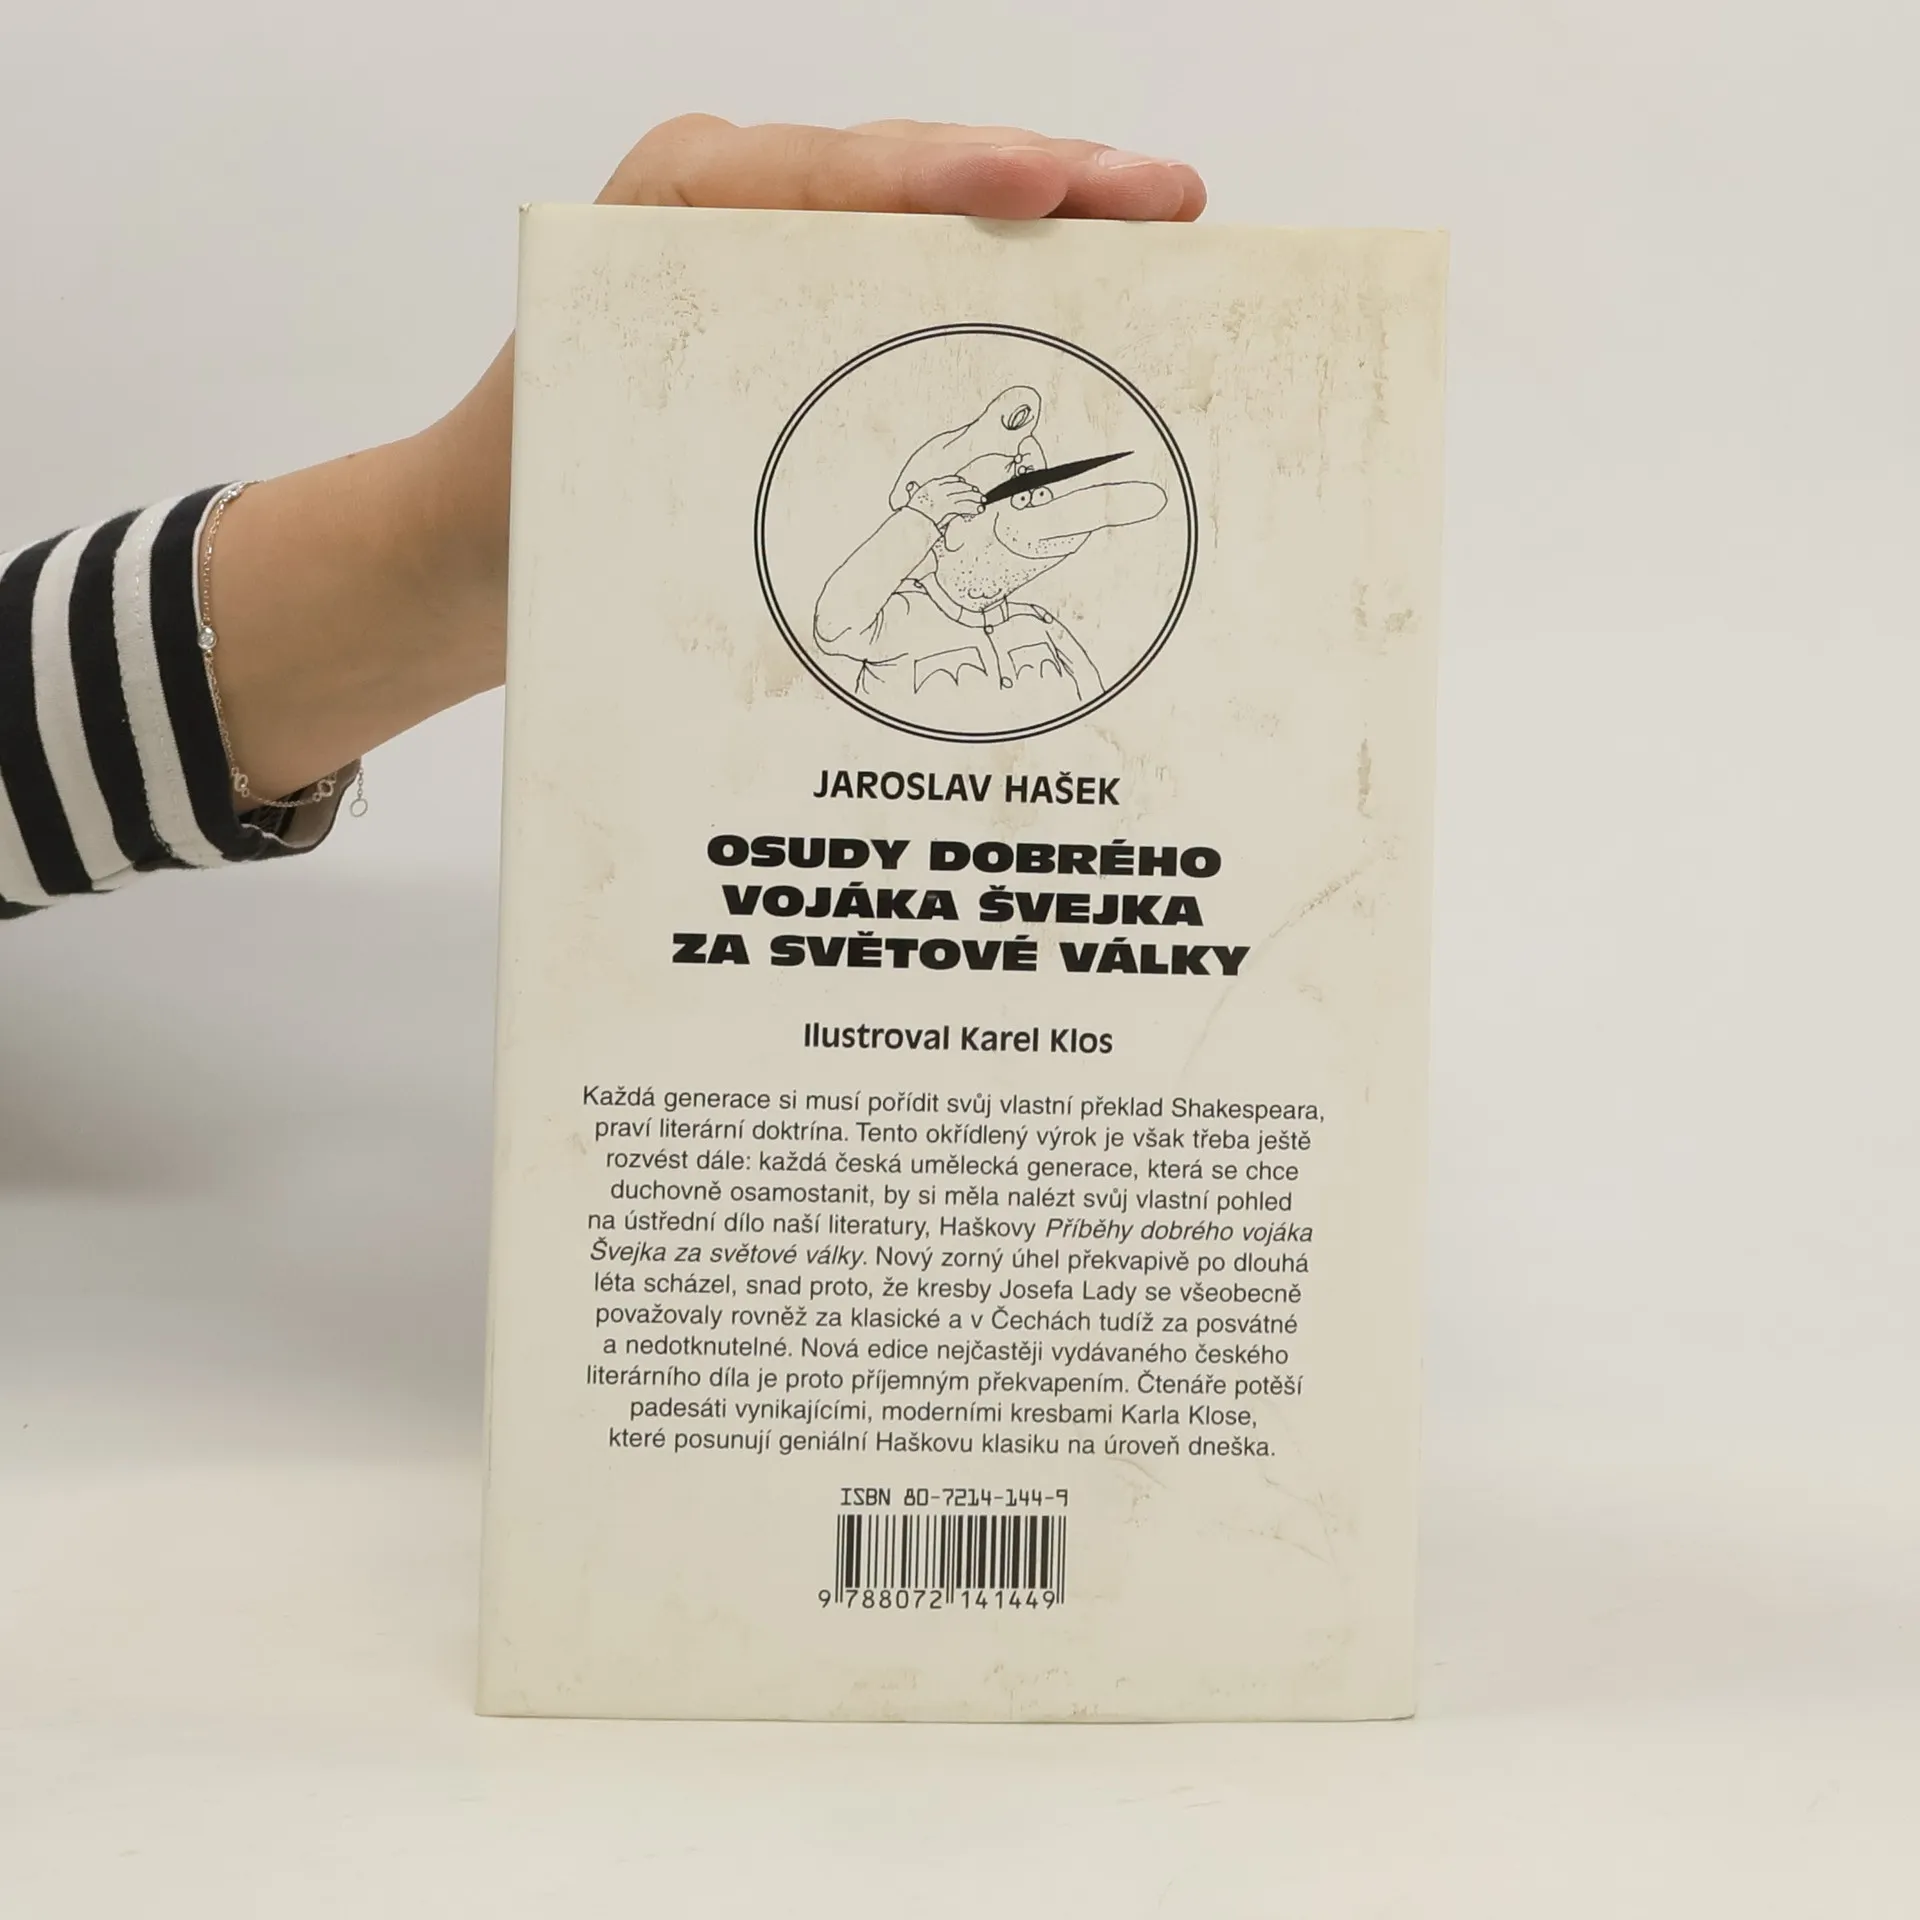 JAROSLAV HAŠEK
OSUDY DOBRÉHO
VOJÁKA ŠVEJKA
ZA SVĚTOVÉ VÁLKY
Ilustroval Karel Klos
Každá generace si musí pořídit svůj vlastní překlad Shakespeara,
praví literární doktrína. Tento okřídlený výrok je však třeba ještě
rozvést dále: každá česká umělecká generace, která se chce
duchovně osamostanit, by si měla nalézt svůj vlastní pohled
na ústřední dílo naší literatury, Haškovy Příběhy dobrého vojáka
Švejka za světové války. Nový zorný úhel překvapivě po dlouhá
léta scházel, snad proto, že kresby Josefa Lady se všeobecně
považovaly rovněž za klasické a v Čechách tudíž za posvátné
a nedotknutelné. Nová edice nejčastěji vydávaného českého
literárního díla je proto příjemným překvapením. Čtenáře potěší
padesáti vynikajícími, moderními kresbami Karla Klose,
které posunují geniální Haškovu klasiku na úroveň dneška.
ISBN 80-7214-144-9
9 788072 141449